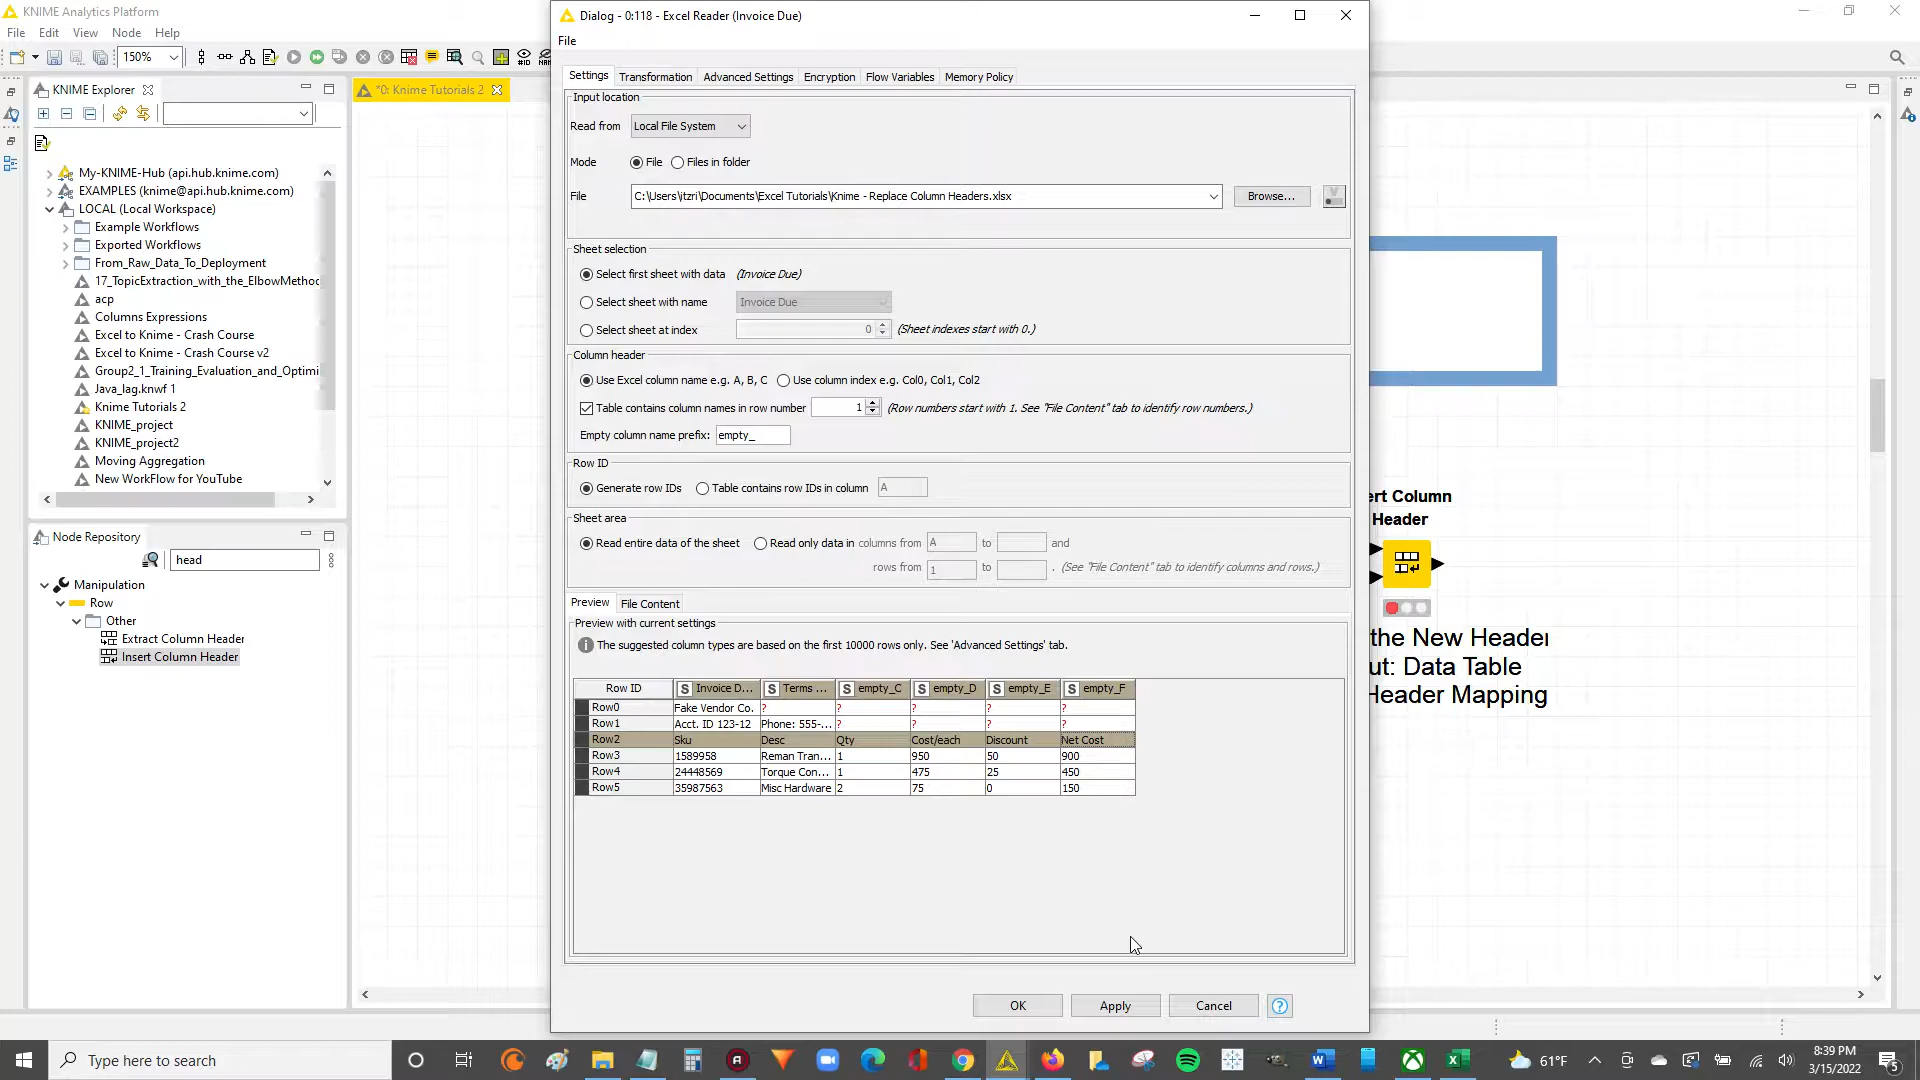 KNIME Analytics Platform
File Edit View Node Help
150%
KNIME Explorer
My-KNIME-Hub (api.hub.knime.com)
EXAMPLES (knime@api.hub.knime.com)
LOCAL (Local Workspace)
Example Workflows
Exported Workflows
From_Raw_Data_To_Deployment
17_TopicExtraction_with_the_ElbowMethod
acp
Columns Expressions
Excel to Knime - Crash Course
Excel to Knime - Crash Course v2
Group2_1_Training_Evaluation_and_Optimi
Java_lag.knwf 1
Knime Tutorials 2
KNIME_project
KNIME_project2
Moving Aggregation
New WorkFlow for YouTube
Node Repository
head
Manipulation
Row
Other
Extract Column Header
Insert Column Header
*0: Knime Tutorials 2
Dialog - 0:118 - Excel Reader (Invoice Due)
File
Settings Transformation Advanced Settings Encryption Flow Variables Memory Policy
Input location
Read from Local File System
Mode File Files in folder
File C:\Users\itzri\Documents\Excel Tutorials\Knime - Replace Column Headers.xlsx Browse...
Sheet selection
Select first sheet with data (Invoice Due)
Select sheet with name Invoice Due
Select sheet at index 0 (Sheet indexes start with 0.)
Column header
Use Excel column name e.g. A, B, C Use column index e.g. Col0, Col1, Col2
Table contains column names in row number 1 (Row numbers start with 1. See "File Content" tab to identify row numbers.)
Empty column name prefix: empty_
Row ID
Generate row IDs Table contains row IDs in column A
Sheet area
Read entire data of the sheet Read only data in columns from A to and
rows from 1 to . (See "File Content" tab to identify columns and rows.)
Preview File Content
Preview with current settings
The suggested column types are based on the first 10000 rows only. See 'Advanced Settings' tab.
Row ID S Invoice D... S Terms ... S empty_C S empty_D S empty_E S empty_F
Row0 Fake Vendor Co. ? ? ? ? ?
Row1 Acct. ID 123-12 Phone: 555-... ? ? ? ?
Row2 Sku Desc Qty Cost/each Discount Net Cost
Row3 1589958 Reman Tran... 1 950 50 900
Row4 24448569 Torque Con... 1 475 25 450
Row5 35987563 Misc Hardware 2 75 0 150
OK Apply Cancel ?
ert Column
Header
the New Header
ut: Data Table
Header Mapping
Type here to search
61°F
8:39 PM
3/15/2022
5